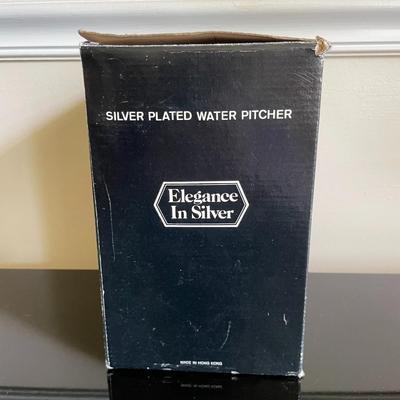 SILVER PLATED WATER PITCHER
Elegance
In Silver
MADE IN HONG KONG